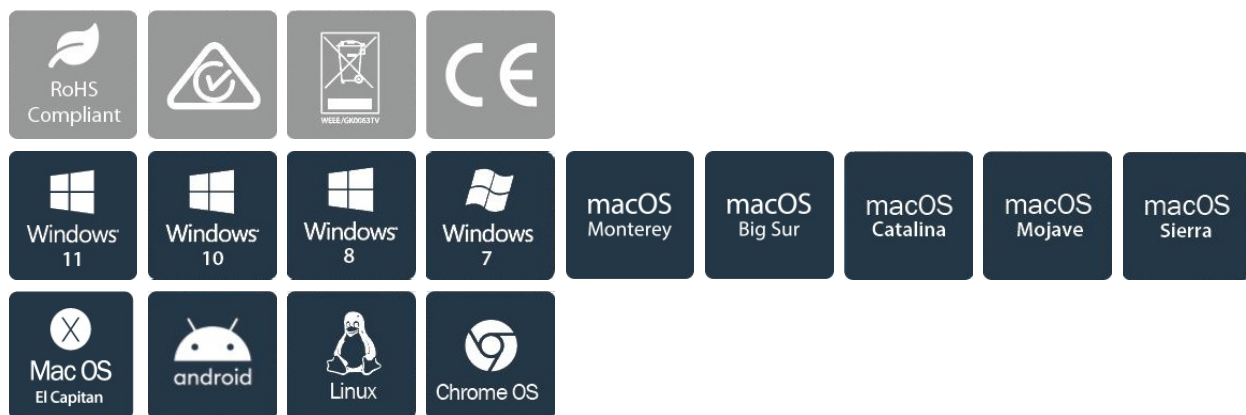 RoHS
Compliant
WEEE/GK0063TV
CE
Windows
11
Windows
10
Windows
8
Windows
7
macOS
Monterey
macOS
Big Sur
macOS
Catalina
macOS
Mojave
macOS
Sierra
X
Mac OS
El Capitan
android
Linux
Chrome OS